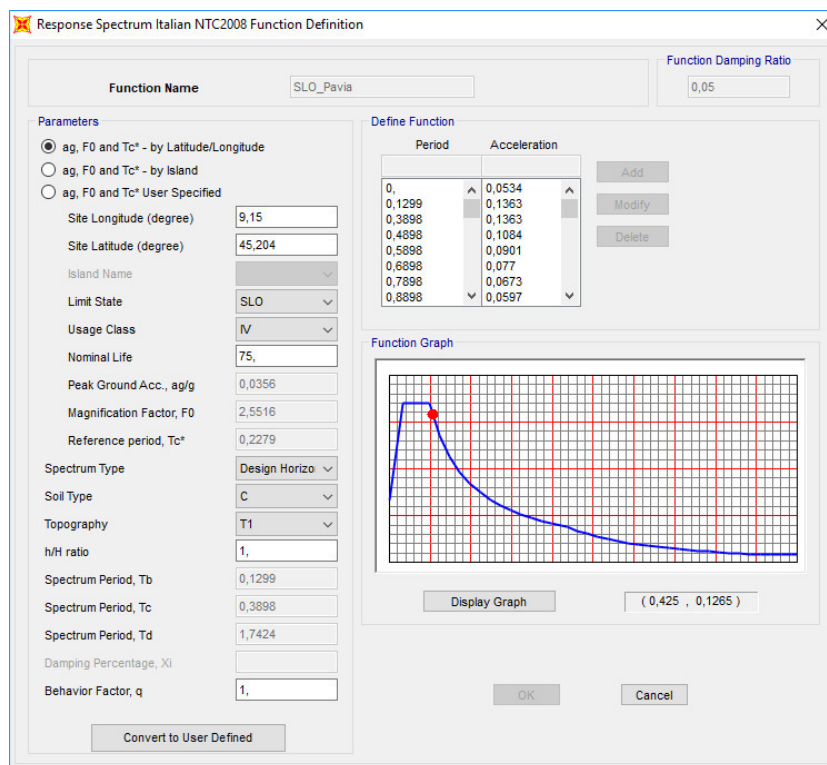 Response Spectrum Italian NTC2008 Function Definition
Function Damping Ratio
Function Name SLO_Pavia 0,05
Parameters
ag, F0 and Tc* - by Latitude/Longitude
ag, F0 and Tc* - by Island
ag, F0 and Tc* User Specified
Site Longitude (degree) 9,15
Site Latitude (degree) 45,204
Island Name
Limit State SLO
Usage Class IV
Nominal Life 75,
Peak Ground Acc., ag/g 0,0356
Magnification Factor, F0 2,5516
Reference period, Tc* 0,2279
Spectrum Type Design Horizo
Soil Type C
Topography T1
h/H ratio 1,
Spectrum Period, Tb 0,1299
Spectrum Period, Tc 0,3898
Spectrum Period, Td 1,7424
Damping Percentage, Xi
Behavior Factor, q 1,
Convert to User Defined
Define Function
Period Acceleration
0, 0,0534
0,1299 0,1363
0,3898 0,1363
0,4898 0,1084
0,5898 0,0901
0,6898 0,077
0,7898 0,0673
0,8898 0,0597
Add
Modify
Delete
Function Graph
Display Graph ( 0,425 , 0,1265 )
OK Cancel